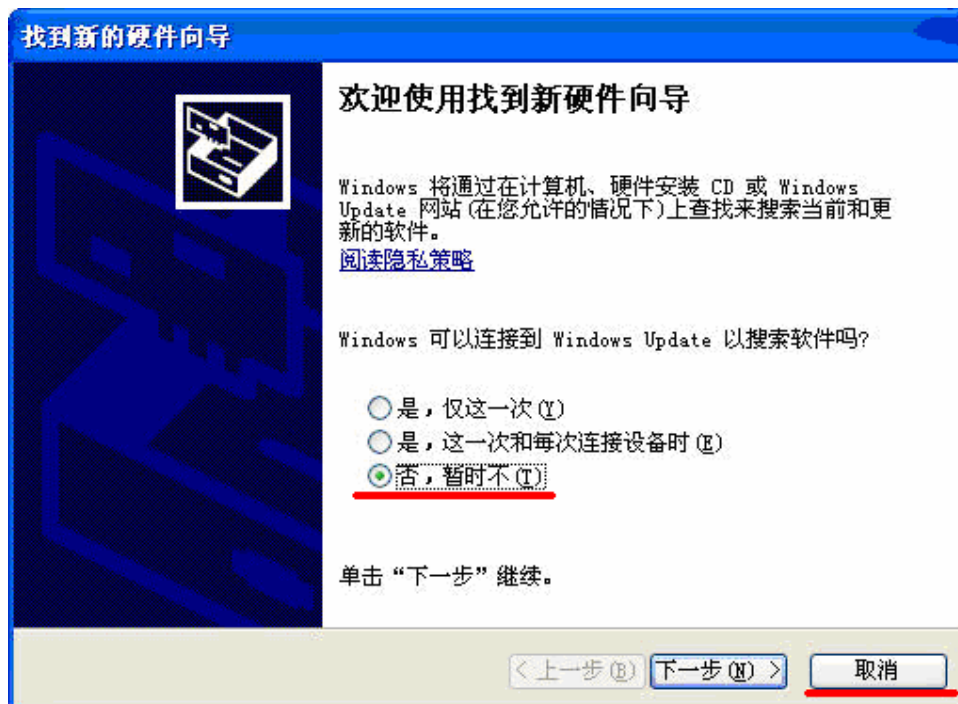 找到新的硬件向导
欢迎使用找到新硬件向导
Windows 将通过在计算机、硬件安装 CD 或 Windows
Update 网站(在您允许的情况下)上查找来搜索当前和更
新的软件。
阅读隐私策略
Windows 可以连接到 Windows Update 以搜索软件吗?
是，仅这一次(Y)
是，这一次和每次连接设备时(E)
否，暂时不(T)
单击“下一步”继续。
< 上一步(B) 下一步(N) > 取消